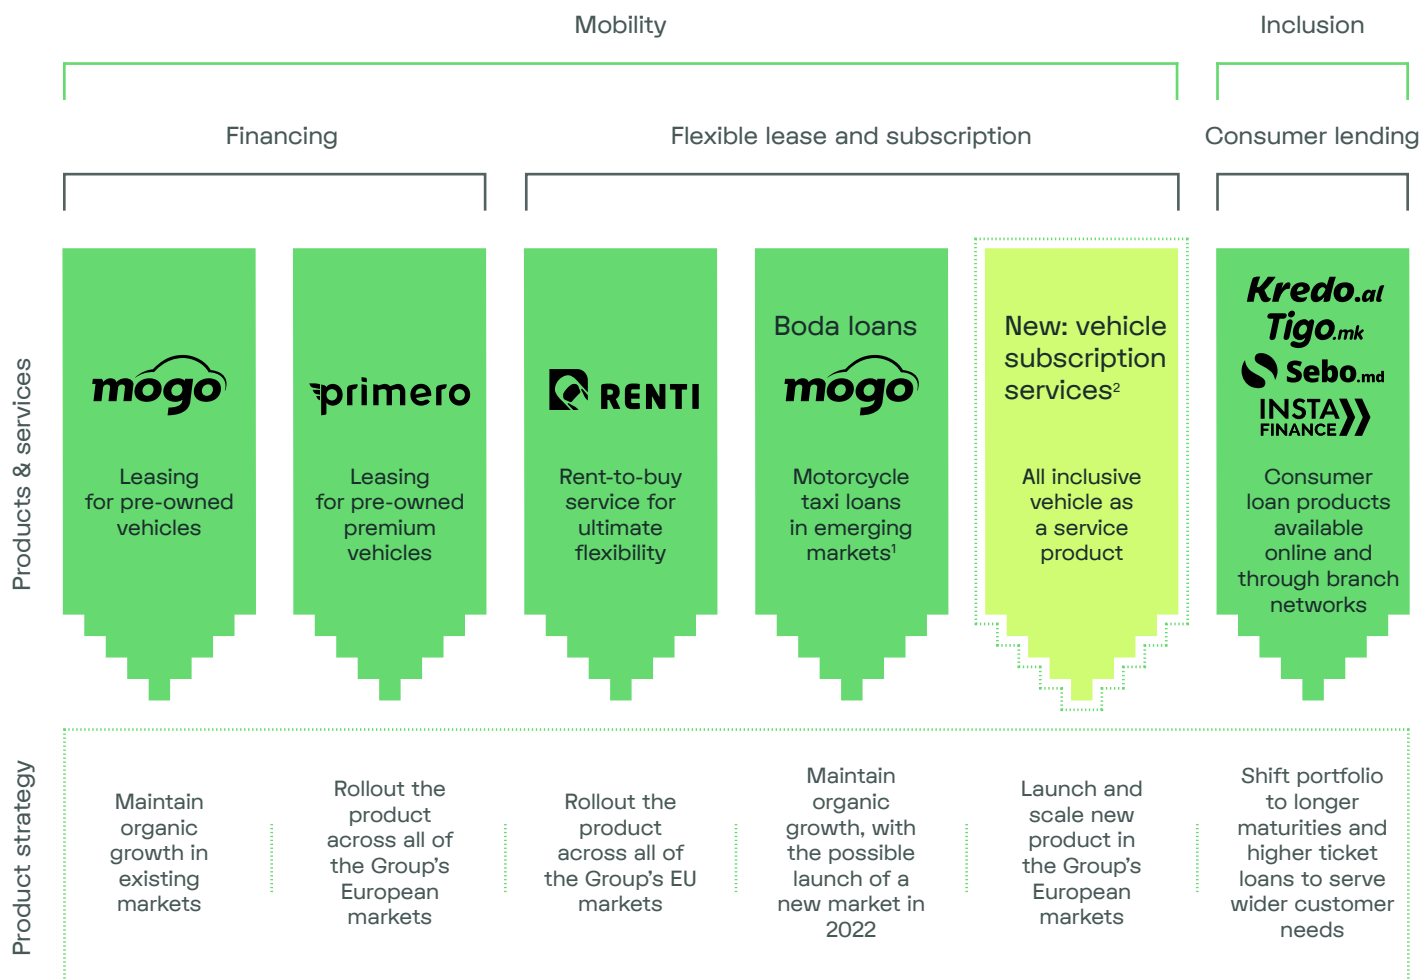 Mobility
Inclusion
Financing
Flexible lease and subscription
Consumer lending
Products & services
mogo
Leasing
for pre-owned
vehicles
primero
Leasing
for pre-owned
premium
vehicles
RENTI
Rent-to-buy
service for
ultimate
flexibility
Boda loans
mogo
Motorcycle
taxi loans
in emerging
markets¹
New: vehicle
subscription
services²
All inclusive
vehicle as
a service
product
Kredo.al
Tigo.mk
Sebo.md
INSTA
FINANCE
Consumer
loan products
available
online and
through branch
networks
Product strategy
Maintain
organic
growth in
existing
markets
Rollout the
product
across all of
the Group's
European
markets
Rollout the
product
across all of
the Group's EU
markets
Maintain
organic
growth, with
the possible
launch of a
new market in
2022
Launch and
scale new
product in
the Group's
European
markets
Shift portfolio
to longer
maturities and
higher ticket
loans to serve
wider customer
needs